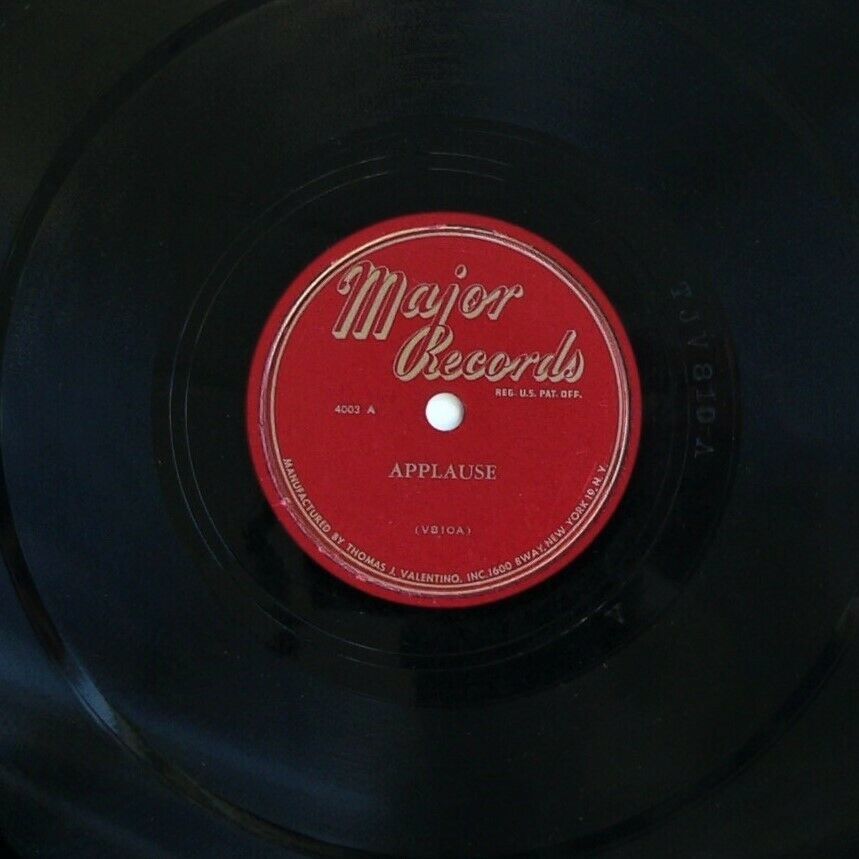 Major
Records
REG. U.S. PAT. OFF.
4003 A
APPLAUSE
(V810A)
MANUFACTURED BY THOMAS J. VALENTINO, INC. 1600 BWAY, NEW YORK 19, N.Y.
TJV 810-A
A